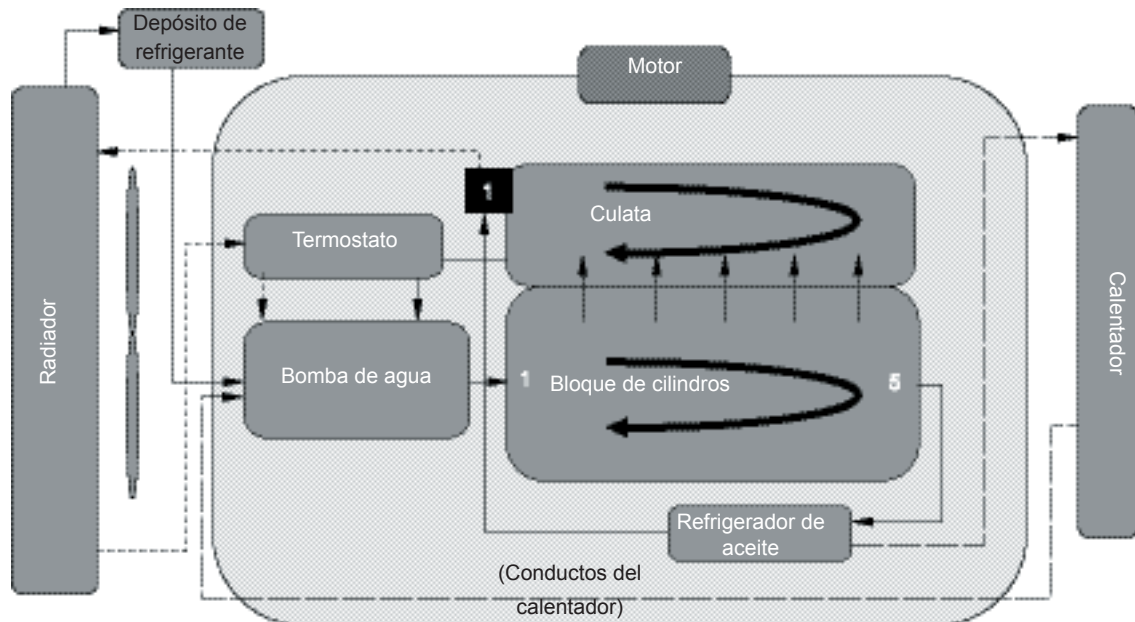 Depósito de
refrigerante
Motor
1
Culata
Termostato
Radiador
Calentador
Bomba de agua
1
Bloque de cilindros
5
Refrigerador de
aceite
(Conductos del
calentador)